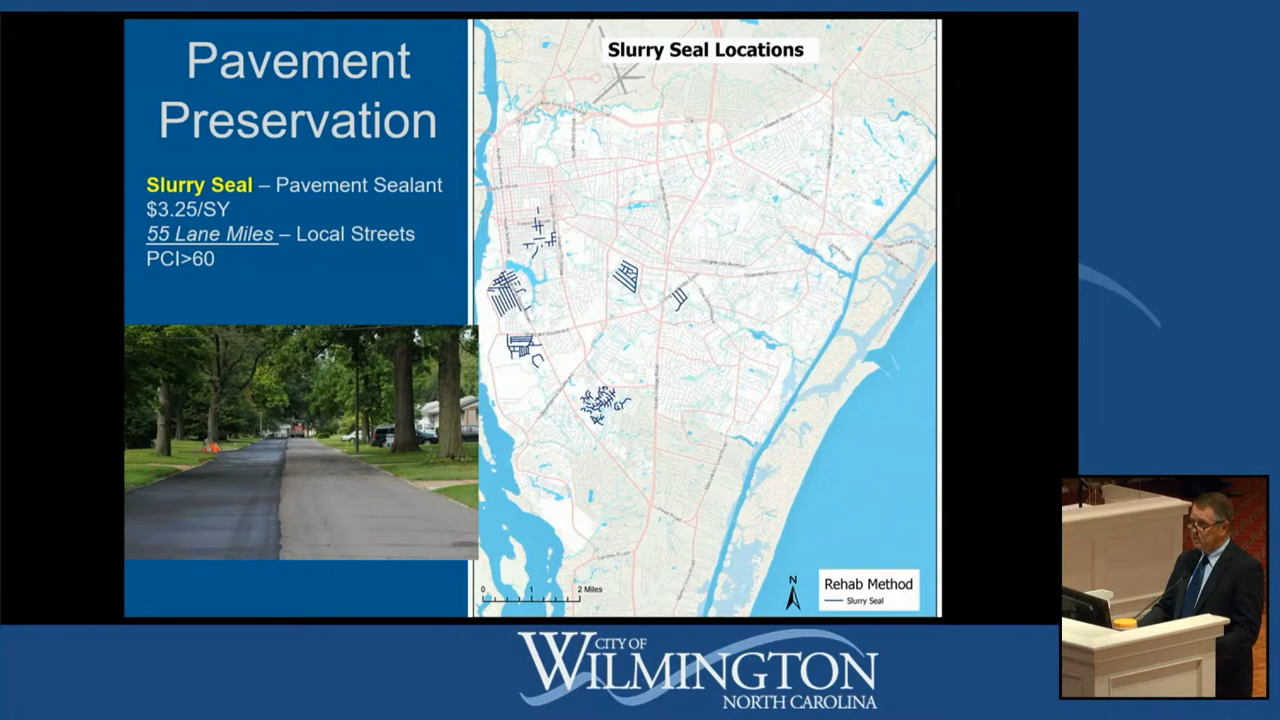 Pavement
Preservation
Slurry Seal – Pavement Sealant
$3.25/SY
55 Lane Miles – Local Streets
PCI>60
Slurry Seal Locations
0 1 2 Miles
N
Rehab Method
Slurry Seal
CITY OF
WILMINGTON
NORTH CAROLINA